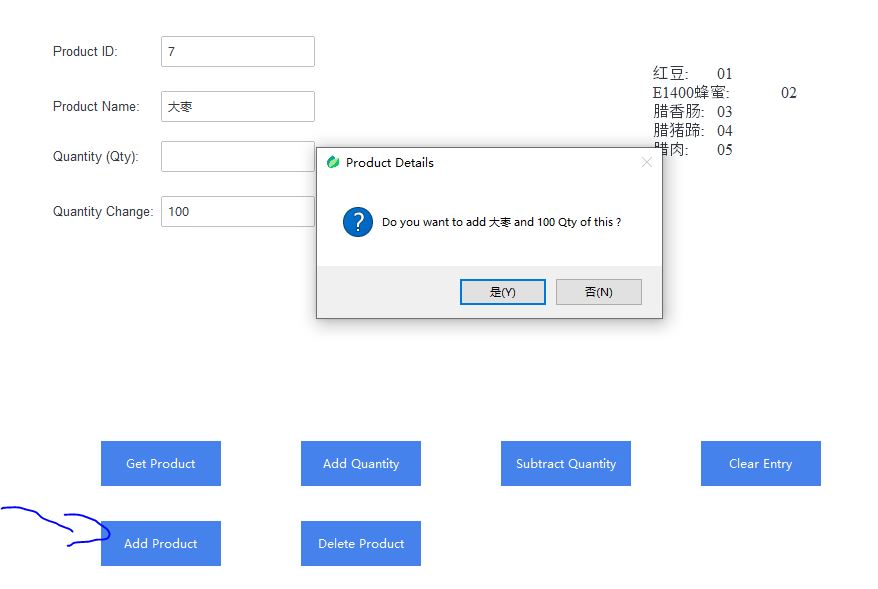 Product ID: 7
Product Name: 大枣
Quantity (Qty):
Quantity Change: 100
红豆: 01
E1400蜂蜜: 02
腊香肠: 03
腊猪蹄: 04
腊肉: 05
Product Details
Do you want to add 大枣 and 100 Qty of this ?
是(Y) 否(N)
Get Product Add Quantity Subtract Quantity Clear Entry
Add Product Delete Product